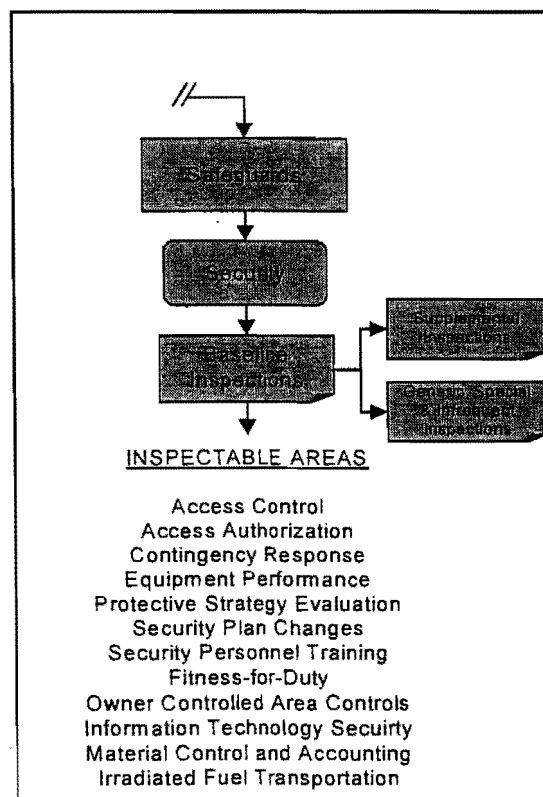 Safeguards
Security
Baseline
Inspections
Supplemental
Inspections
Generic, Special
& Infrequent
Inspections
INSPECTABLE AREAS
Access Control
Access Authorization
Contingency Response
Equipment Performance
Protective Strategy Evaluation
Security Plan Changes
Security Personnel Training
Fitness-for-Duty
Owner Controlled Area Controls
Information Technology Secuirty
Material Control and Accounting
Irradiated Fuel Transportation